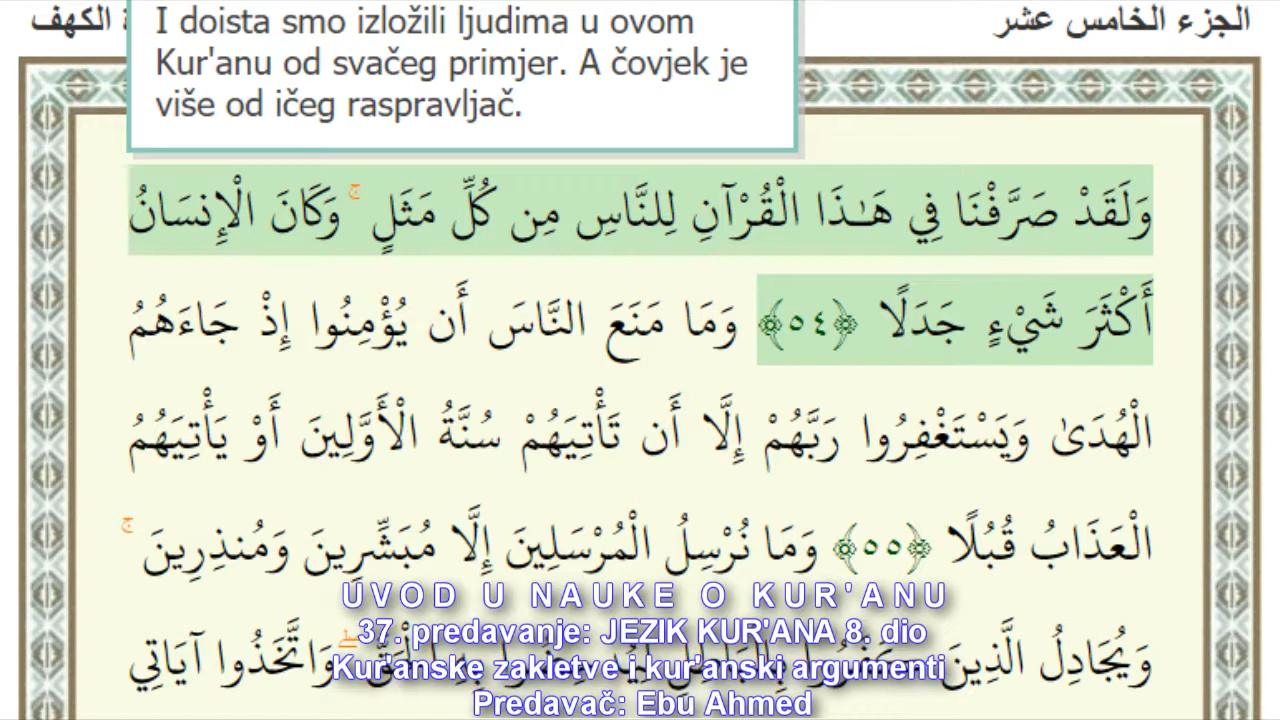 الجزء الخامس عشر
الكهف
I doista smo izložili ljudima u ovom
Kur'anu od svačeg primjer. A čovjek je
više od ičeg raspravljač.
وَلَقَدْ صَرَّفْنَا فِي هَـٰذَا الْقُرْآنِ لِلنَّاسِ مِن كُلِّ مَثَلٍ ۚ وَكَانَ الْإِنسَانُ
أَكْثَرَ شَيْءٍ جَدَلًا ﴿٥٤﴾ وَمَا مَنَعَ النَّاسَ أَن يُؤْمِنُوا إِذْ جَاءَهُمُ
الْهُدَىٰ وَيَسْتَغْفِرُوا رَبَّهُمْ إِلَّا أَن تَأْتِيَهُمْ سُنَّةُ الْأَوَّلِينَ أَوْ يَأْتِيَهُمُ
الْعَذَابُ قُبُلًا ﴿٥٥﴾ وَمَا نُرْسِلُ الْمُرْسَلِينَ إِلَّا مُبَشِّرِينَ وَمُنذِرِينَ ۚ
وَيُجَادِلُ الَّذِينَ وَاتَّخَذُوا آيَاتِي
ÚVOD U NAUKE O KUR'ANU
37. predavanje: JEZIK KUR'ANA 8. dio
Kur'anske zakletve i kur'anski argumenti
Predavač: Ebu Ahmed